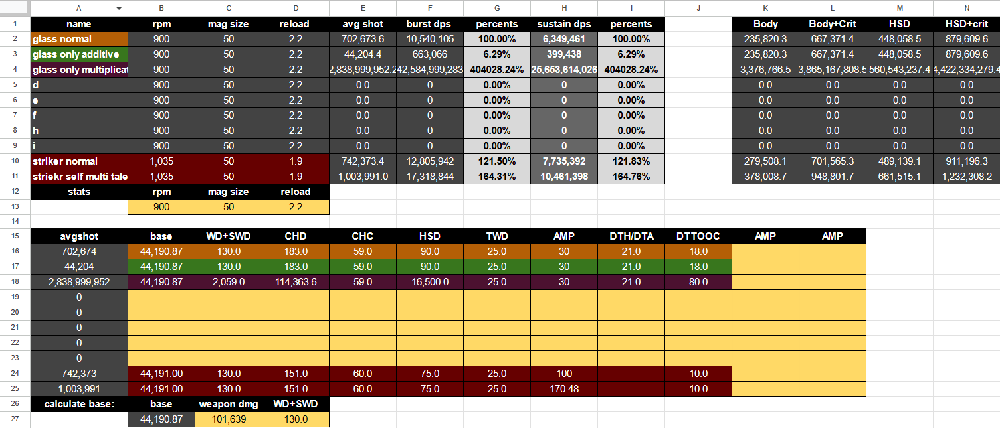 A B C D E F G H I J K L M N
1 name rpm mag size reload avg shot burst dps percents sustain dps percents Body Body+Crit HSD HSD+crit
2 glass normal 900 50 2.2 702,673.6 10,540,105 100.00% 6,349,461 100.00% 235,820.3 667,371.4 448,058.5 879,609.6
3 glass only additive 900 50 2.2 44,204.4 663,066 6.29% 399,438 6.29% 235,820.3 667,371.4 448,058.5 879,609.6
4 glass only multiplicat 900 50 2.2 2,838,999,952.2 42,584,999,283 404028.24% 25,653,614,026 404028.24% 3,376,766.5 3,865,167,808.5 560,543,237.4 4,422,334,279.4
5 d 900 50 2.2 0.0 0 0.00% 0 0.00% 0.0 0.0 0.0 0.0
6 e 900 50 2.2 0.0 0 0.00% 0 0.00% 0.0 0.0 0.0 0.0
7 f 900 50 2.2 0.0 0 0.00% 0 0.00% 0.0 0.0 0.0 0.0
8 h 900 50 2.2 0.0 0 0.00% 0 0.00% 0.0 0.0 0.0 0.0
9 i 900 50 2.2 0.0 0 0.00% 0 0.00% 0.0 0.0 0.0 0.0
10 striker normal 1,035 50 1.9 742,373.4 12,805,942 121.50% 7,735,392 121.83% 279,508.1 701,565.3 489,139.1 911,196.3
11 striekr self multi tale 1,035 50 1.9 1,003,991.0 17,318,844 164.31% 10,461,398 164.76% 378,008.7 948,801.7 661,515.1 1,232,308.2
12 stats rpm mag size reload
13 900 50 2.2
14
15 avgshot base WD+SWD CHD CHC HSD TWD AMP DTH/DTA DTTOOC AMP AMP
16 702,674 44,190.87 130.0 183.0 59.0 90.0 25.0 30 21.0 18.0
17 44,204 44,190.87 130.0 183.0 59.0 90.0 25.0 30 21.0 18.0
18 2,838,999,952 44,190.87 2,059.0 114,363.6 59.0 16,500.0 25.0 30 21.0 80.0
19 0
20 0
21 0
22 0
23 0
24 742,373 44,191.00 130.0 151.0 60.0 75.0 25.0 100 10.0
25 1,003,991 44,191.00 130.0 151.0 60.0 75.0 25.0 170.48 10.0
26 calculate base: base weapon dmg WD+SWD
27 44,190.87 101,639 130.0